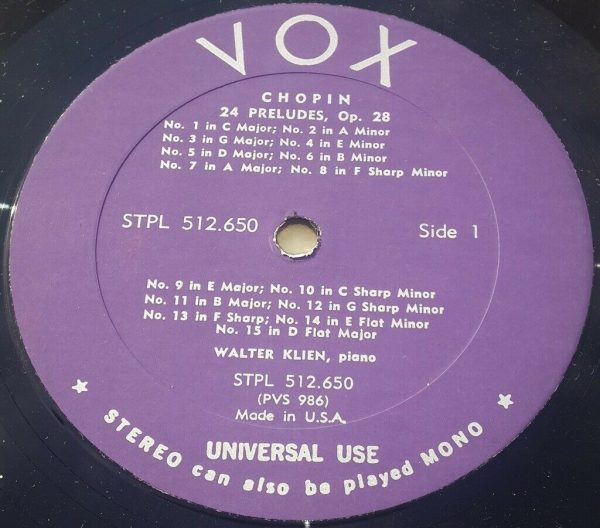 VOX
CHOPIN
24 PRELUDES, Op. 28
No. 1 in C Major; No. 2 in A Minor
No. 3 in G Major; No. 4 in E Minor
No. 5 in D Major; No. 6 in B Minor
No. 7 in A Major; No. 8 in F Sharp Minor
STPL 512.650 Side 1
No. 9 in E Major; No. 10 in C Sharp Minor
No. 11 in B Major; No. 12 in G Sharp Minor
No. 13 in F Sharp; No. 14 in E Flat Minor
No. 15 in D Flat Major
WALTER KLIEN, piano
STPL 512.650
(PVS 986)
Made in U.S.A.
UNIVERSAL USE
★ STEREO can also be played MONO ★